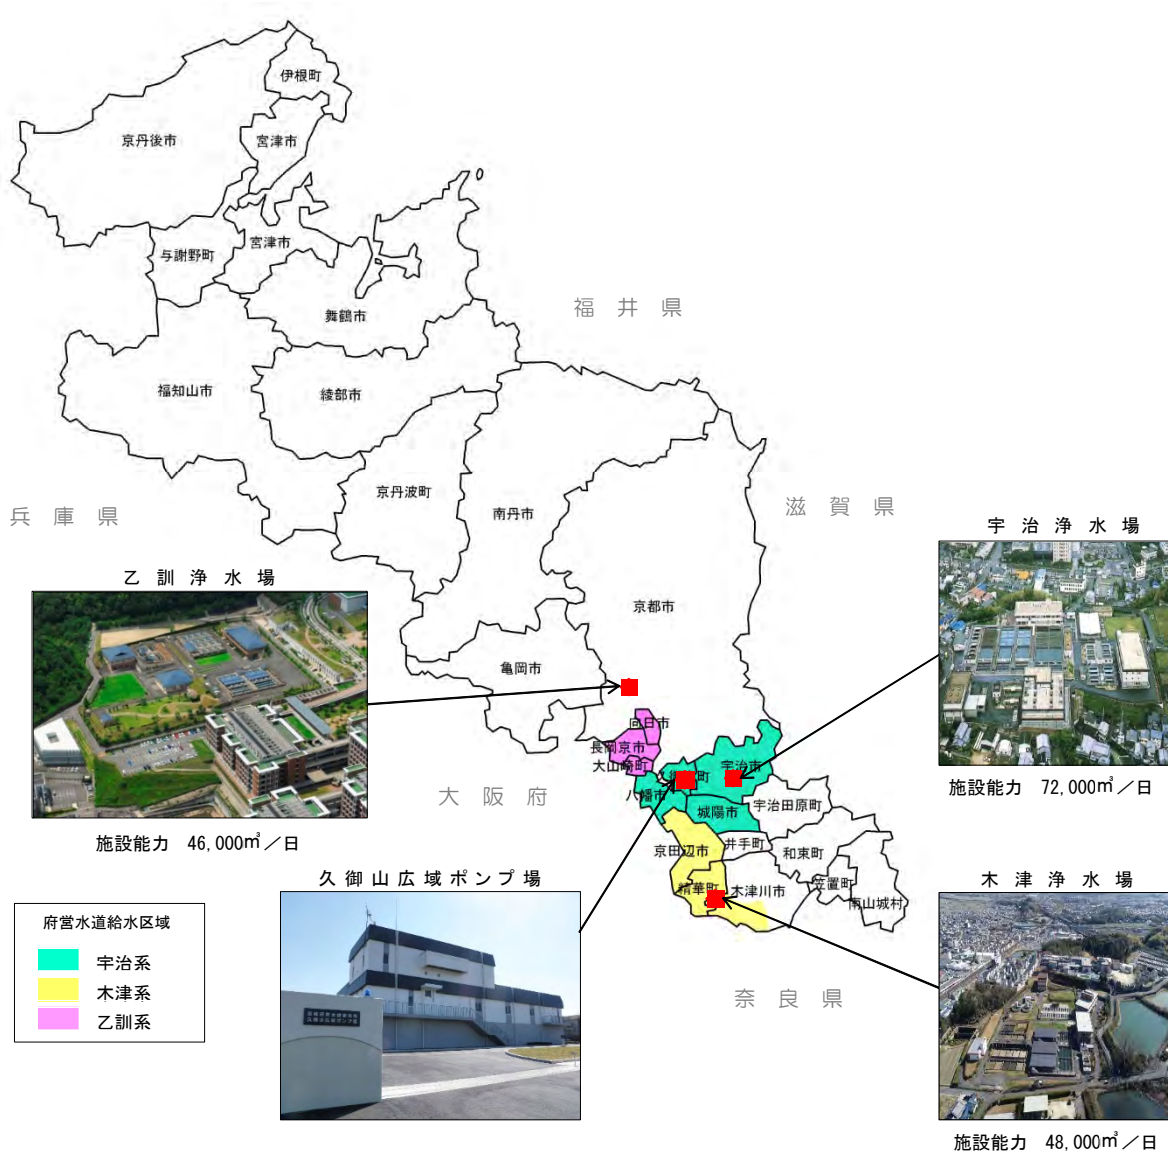 伊根町
京丹後市
宮津市
与謝野町
宮津市
舞鶴市
福井県
福知山市
綾部市
京丹波町
南丹市
兵庫県
滋賀県
宇治浄水場
乙訓浄水場
京都市
亀岡市
向日市
長岡京市
大山崎町
宇治市
八幡市
城陽市
宇治田原町
大阪府
施設能力 72,000㎥/日
施設能力 46,000㎥/日
井手町
京田辺市
和束町
久御山広域ポンプ場
精華町
木津川市
笠置町
南山城村
木津浄水場
府営水道給水区域
宇治系
木津系
乙訓系
奈良県
施設能力 48,000㎥/日